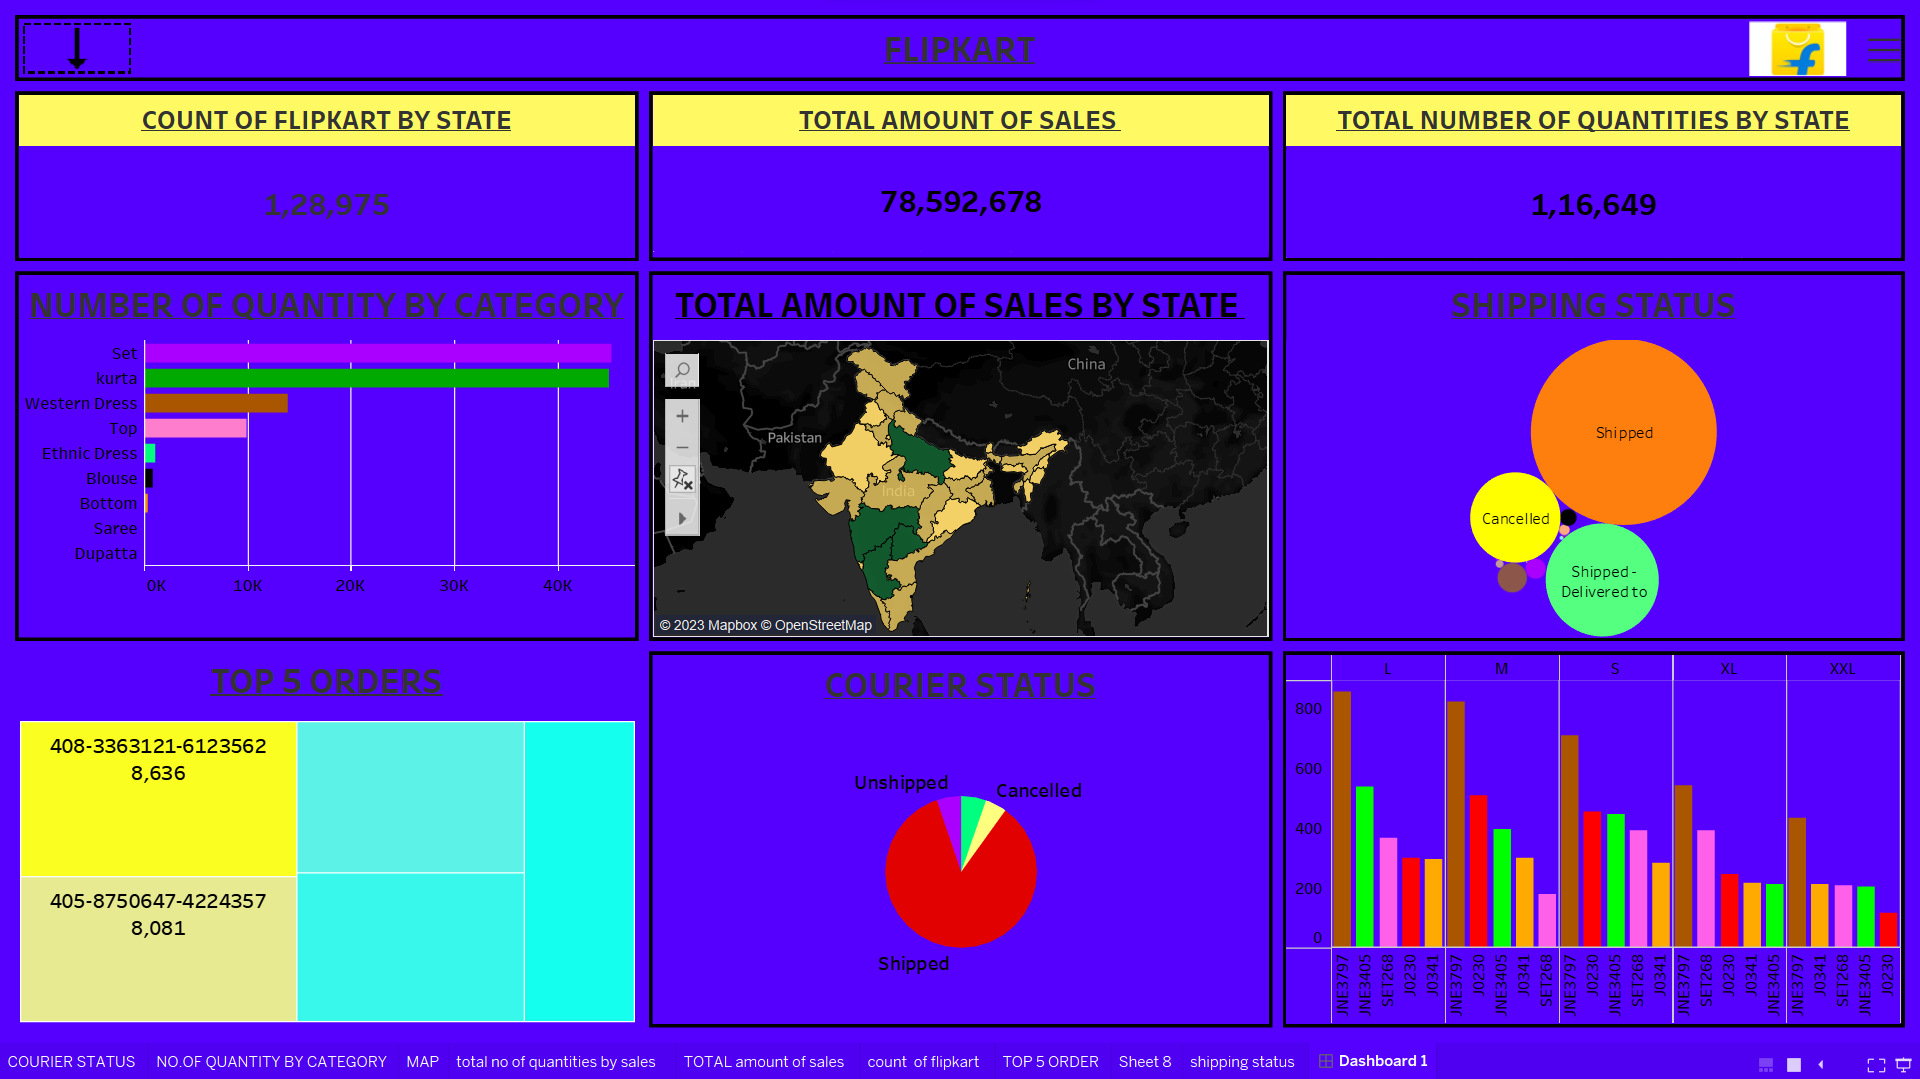 FLIPKART
COUNT OF FLIPKART BY STATE
1,28,975
TOTAL AMOUNT OF SALES
78,592,678
TOTAL NUMBER OF QUANTITIES BY STATE
1,16,649
NUMBER OF QUANTITY BY CATEGORY
Set
kurta
Western Dress
Top
Ethnic Dress
Blouse
Bottom
Saree
Dupatta
0K 10K 20K 30K 40K
TOTAL AMOUNT OF SALES BY STATE
China
Iran
Pakistan
India
© 2023 Mapbox © OpenStreetMap
SHIPPING STATUS
Shipped
Cancelled
Shipped -
Delivered to
TOP 5 ORDERS
408-3363121-6123562
8,636
405-8750647-4224357
8,081
COURIER STATUS
Unshipped
Cancelled
Shipped
L M S XL XXL
800
600
400
200
0
JNE3797 JNE3405 SET268 J0230 J0341 JNE3797 J0230 JNE3405 J0341 SET268 JNE3797 J0230 JNE3405 SET268 J0341 JNE3797 SET268 J0230 J0341 JNE3405 JNE3797 J0341 SET268 JNE3405 J0230
COURIER STATUS NO.OF QUANTITY BY CATEGORY MAP total no of quantities by sales TOTAL amount of sales count of flipkart TOP 5 ORDER Sheet 8 shipping status Dashboard 1